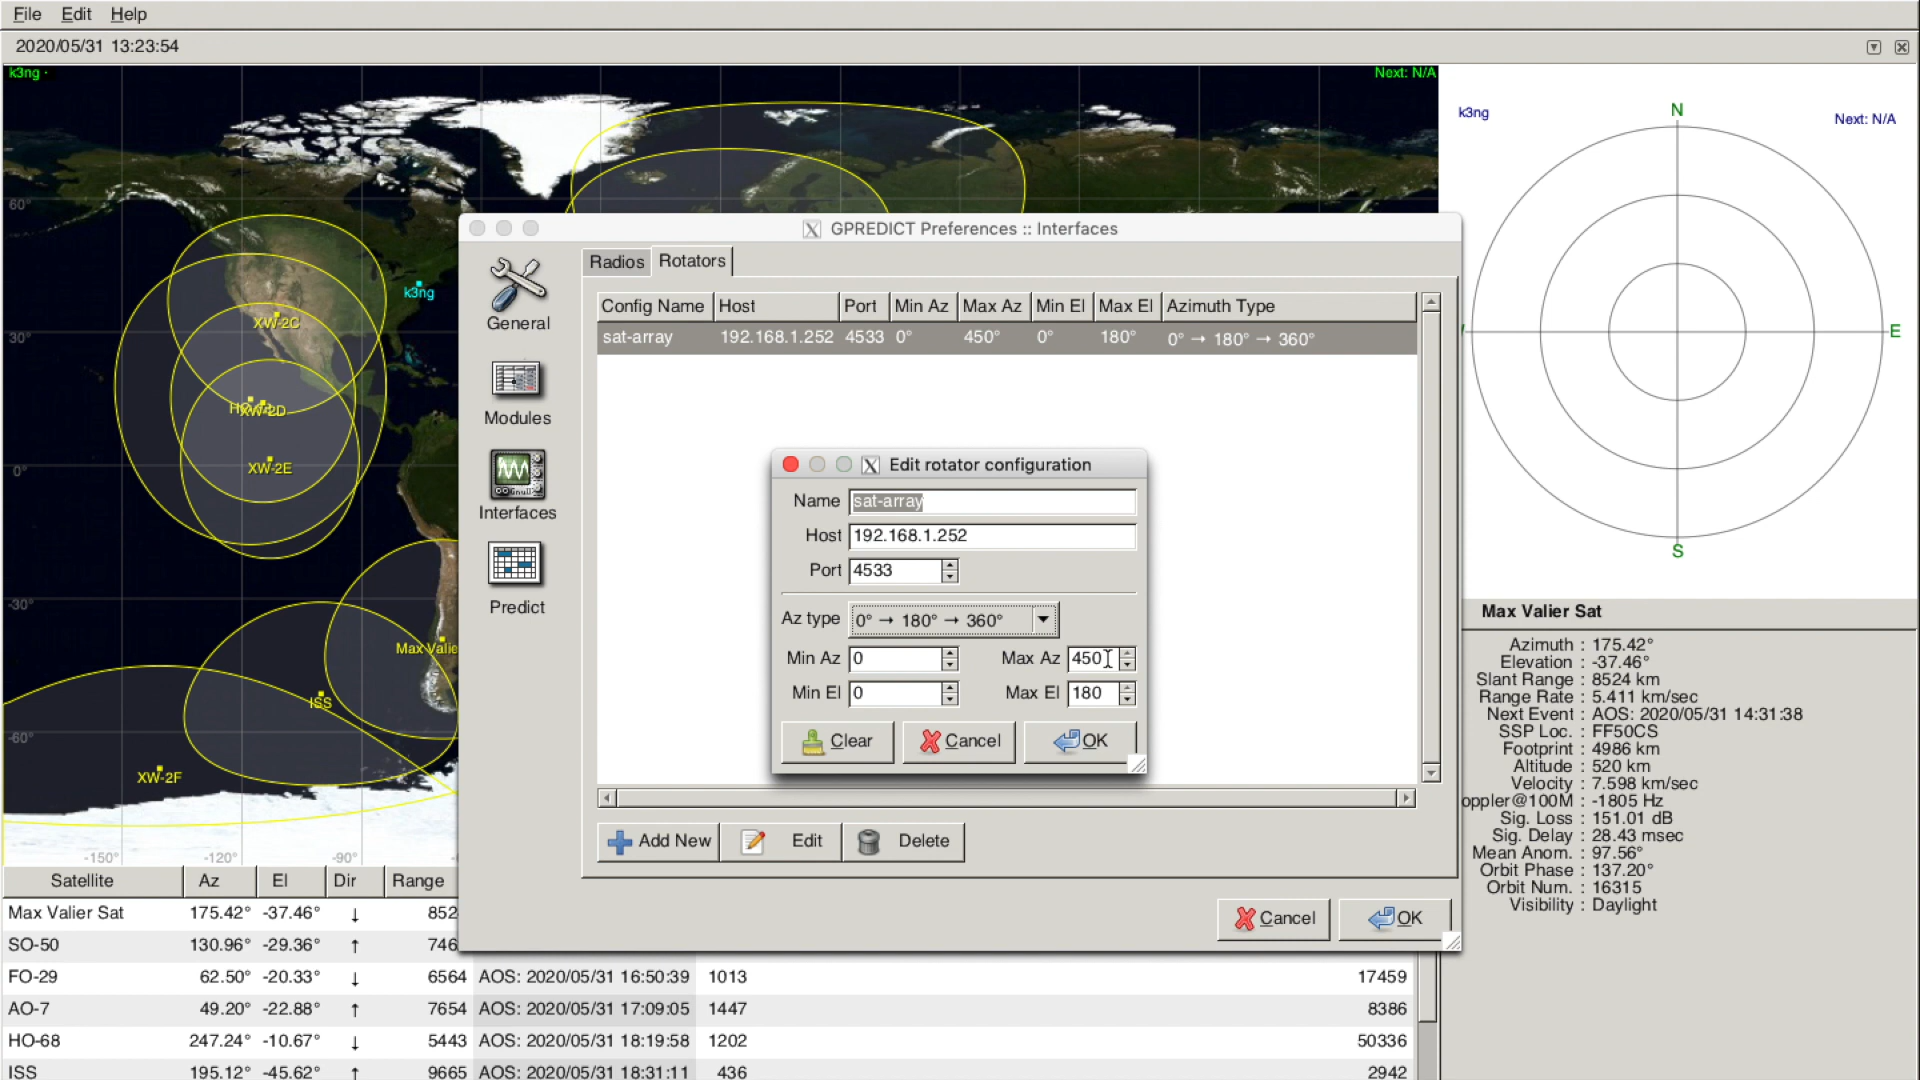 File Edit Help
2020/05/31 13:23:54
k3ng
Next: N/A
60°
30°
0°
-30°
-60°
-150° -120° -90°
k3ng
XW-2C
XW-2D
XW-2E
Max Valie
ISS
XW-2F
GPREDICT Preferences :: Interfaces
General
Modules
Interfaces
Predict
Radios Rotators
Config Name Host Port Min Az Max Az Min El Max El Azimuth Type
sat-array 192.168.1.252 4533 0° 450° 0° 180° 0° → 180° → 360°
Edit rotator configuration
Name sat-array
Host 192.168.1.252
Port 4533
Az type 0° → 180° → 360°
Min Az 0 Max Az 450
Min El 0 Max El 180
Clear Cancel OK
Add New Edit Delete
Cancel OK
Satellite Az El Dir Range
Max Valier Sat 175.42° -37.46° ↓ 852
SO-50 130.96° -29.36° ↑ 746
FO-29 62.50° -20.33° ↓ 6564 AOS: 2020/05/31 16:50:39 1013 17459
AO-7 49.20° -22.88° ↑ 7654 AOS: 2020/05/31 17:09:05 1447 8386
HO-68 247.24° -10.67° ↓ 5443 AOS: 2020/05/31 18:19:58 1202 50336
ISS 195.12° -45.62° ↑ 9665 AOS: 2020/05/31 18:31:11 436 2942
k3ng
Next: N/A
N
E
S
Max Valier Sat
Azimuth : 175.42°
Elevation : -37.46°
Slant Range : 8524 km
Range Rate : 5.411 km/sec
Next Event : AOS: 2020/05/31 14:31:38
SSP Loc. : FF50CS
Footprint : 4986 km
Altitude : 520 km
Velocity : 7.598 km/sec
oppler@100M : -1805 Hz
Sig. Loss : 151.01 dB
Sig. Delay : 28.43 msec
Mean Anom. : 97.56°
Orbit Phase : 137.20°
Orbit Num. : 16315
Visibility : Daylight